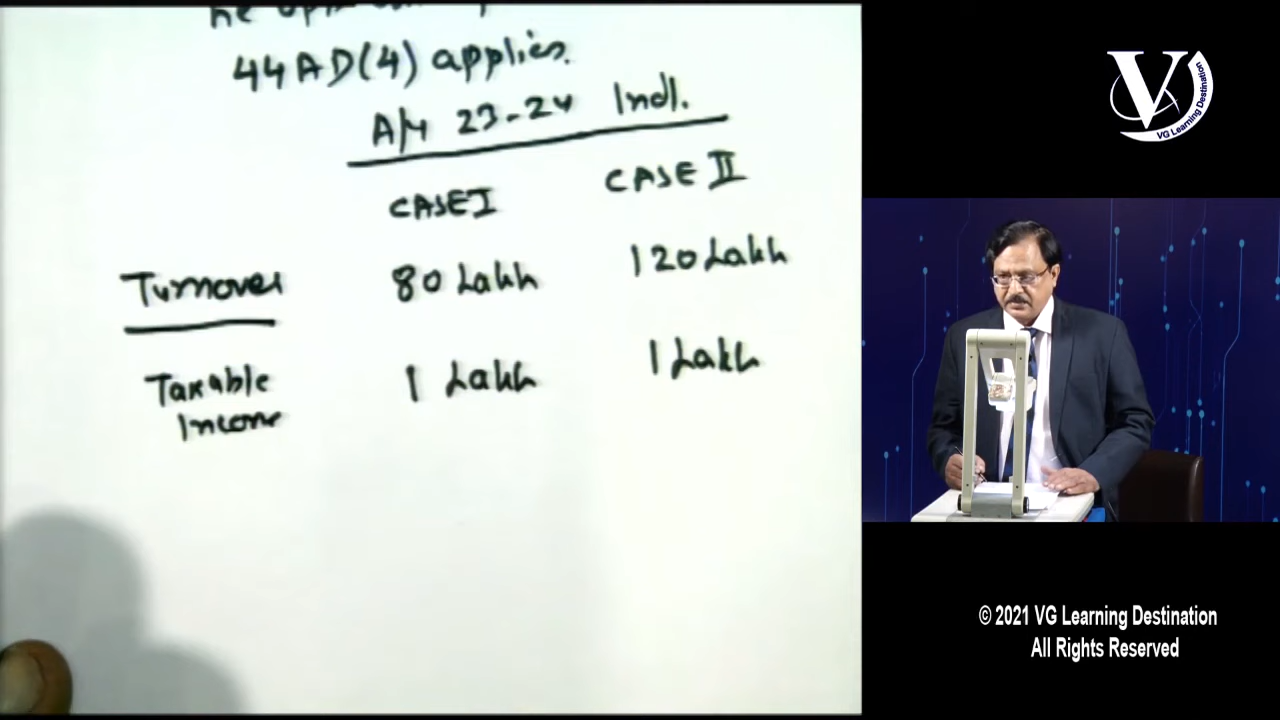 44AD(4) applies.
A/Y 23-24 Indl.
CASE I CASE II
Turnover 80 Lakh 120 Lakh
Taxable 1 Lakh 1 Lakh
Income
V
VG Learning Destination
© 2021 VG Learning Destination
All Rights Reserved